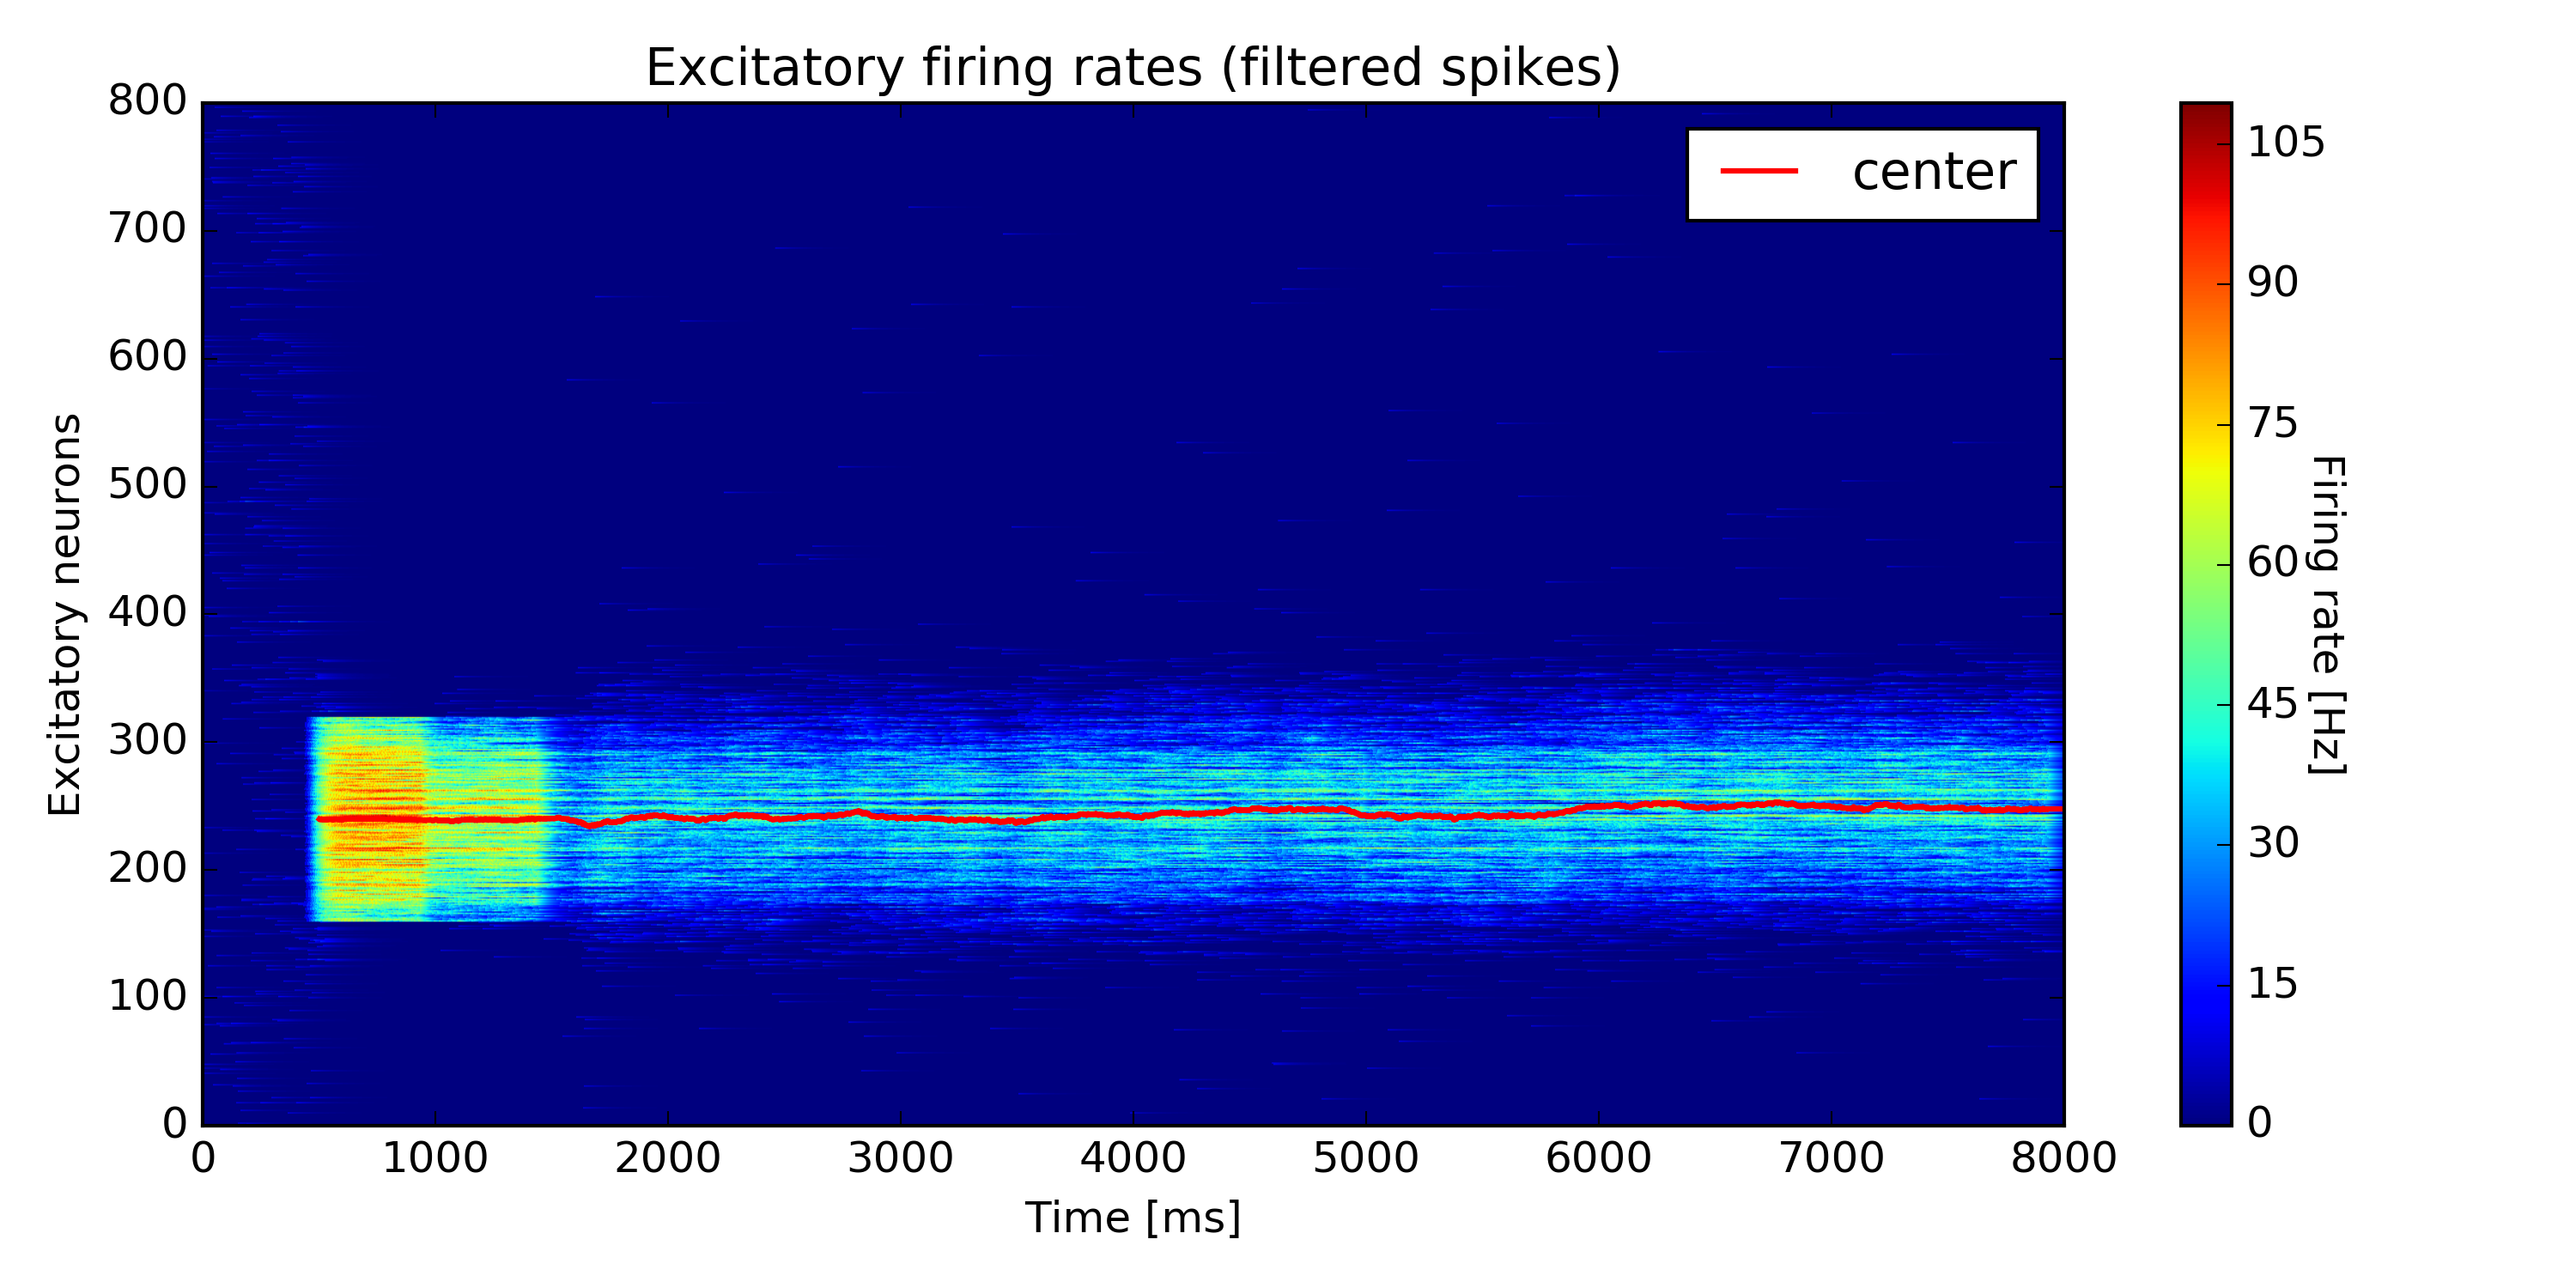 Excitatory firing rates (filtered spikes)
800
700
600
500
400
300
200
100
0
Excitatory neurons
0 1000 2000 3000 4000 5000 6000 7000 8000
Time [ms]
center
105
90
75
60
45
30
15
0
Firing rate [Hz]